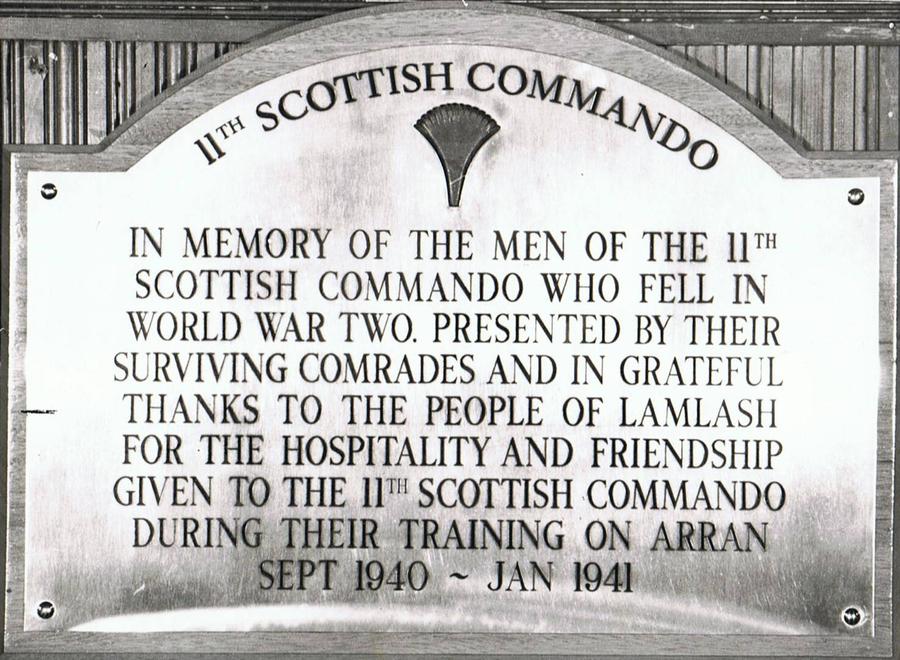 11TH SCOTTISH COMMANDO
IN MEMORY OF THE MEN OF THE 11TH
SCOTTISH COMMANDO WHO FELL IN
WORLD WAR TWO. PRESENTED BY THEIR
SURVIVING COMRADES AND IN GRATEFUL
THANKS TO THE PEOPLE OF LAMLASH
FOR THE HOSPITALITY AND FRIENDSHIP
GIVEN TO THE 11TH SCOTTISH COMMANDO
DURING THEIR TRAINING ON ARRAN
SEPT 1940 ~ JAN 1941